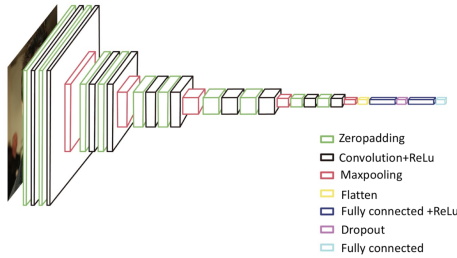 Zeropadding
Convolution+ReLu
Maxpooling
Flatten
Fully connected +ReLu
Dropout
Fully connected